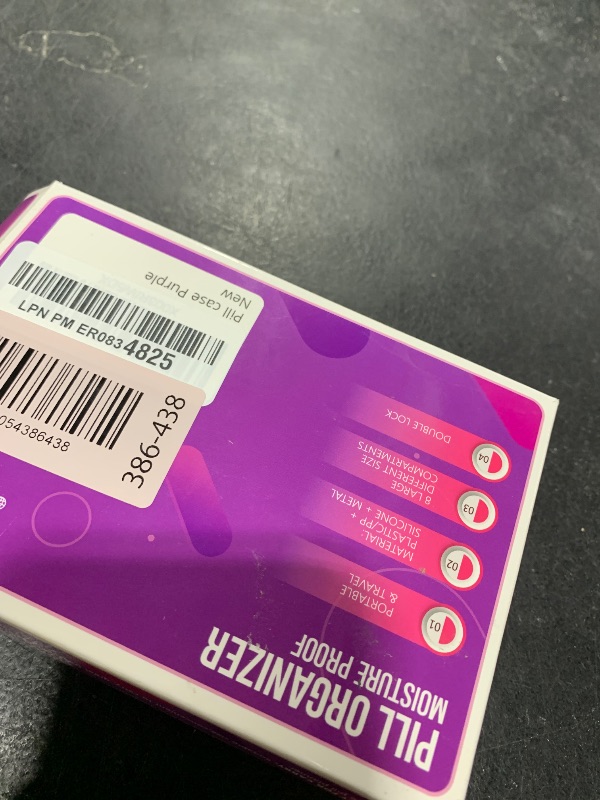 PILL ORGANIZER
MOISTURE PROOF
01
PORTABLE
& TRAVEL
02
MATERIAL:
PLASTIC/PP +
SILICONE + METAL
03
8 LARGE
DIFFERENT SIZE
COMPARTMENTS
04
DOUBLE LOCK
Pill case Purple
New
LPN PM ER0834825
054386438
386-438